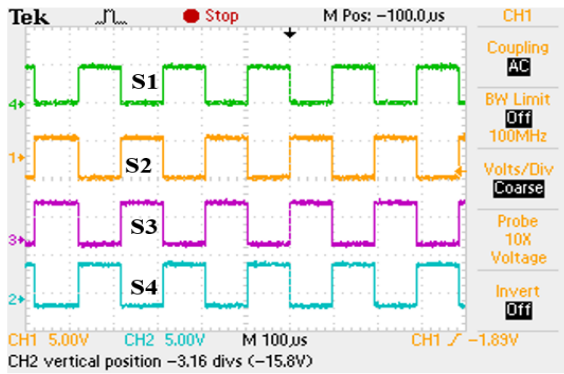 Tek Stop M Pos: -100.0µs CH1
Coupling
AC
BW Limit
Off
100MHz
Volts/Div
Coarse
Probe
10X
Voltage
Invert
Off
S1
4
S2
1
S3
3
S4
2
CH1 5.00V CH2 5.00V M 100µs CH1 -1.89V
CH2 vertical position -3.16 divs (-15.8V)